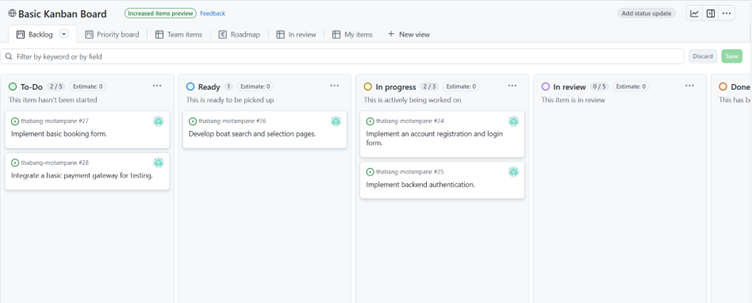 Basic Kanban Board
Increased items preview
Feedback
Add status update
Backlog
Priority board
Team items
Roadmap
In review
My items
+ New view
Filter by keyword or by field
Discard
Save
To-Do 2 / 5 Estimate: 0
This item hasn't been started
thabang-motampane #27
Implement basic booking form.
thabang-motampane #28
Integrate a basic payment gateway for testing.
Ready 1 Estimate: 0
This is ready to be picked up
thabang-motampane #26
Develop boat search and selection pages.
In progress 2 / 3 Estimate: 0
This is actively being worked on
thabang-motampane #24
Implement an account registration and login
form.
thabang-motampane #25
Implement backend authentication.
In review 0 / 5 Estimate: 0
This item is in review
Done
This has be